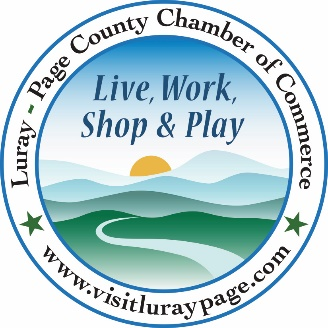 Luray - Page County Chamber of Commerce
Live, Work,
Shop & Play
www.visitluraypage.com